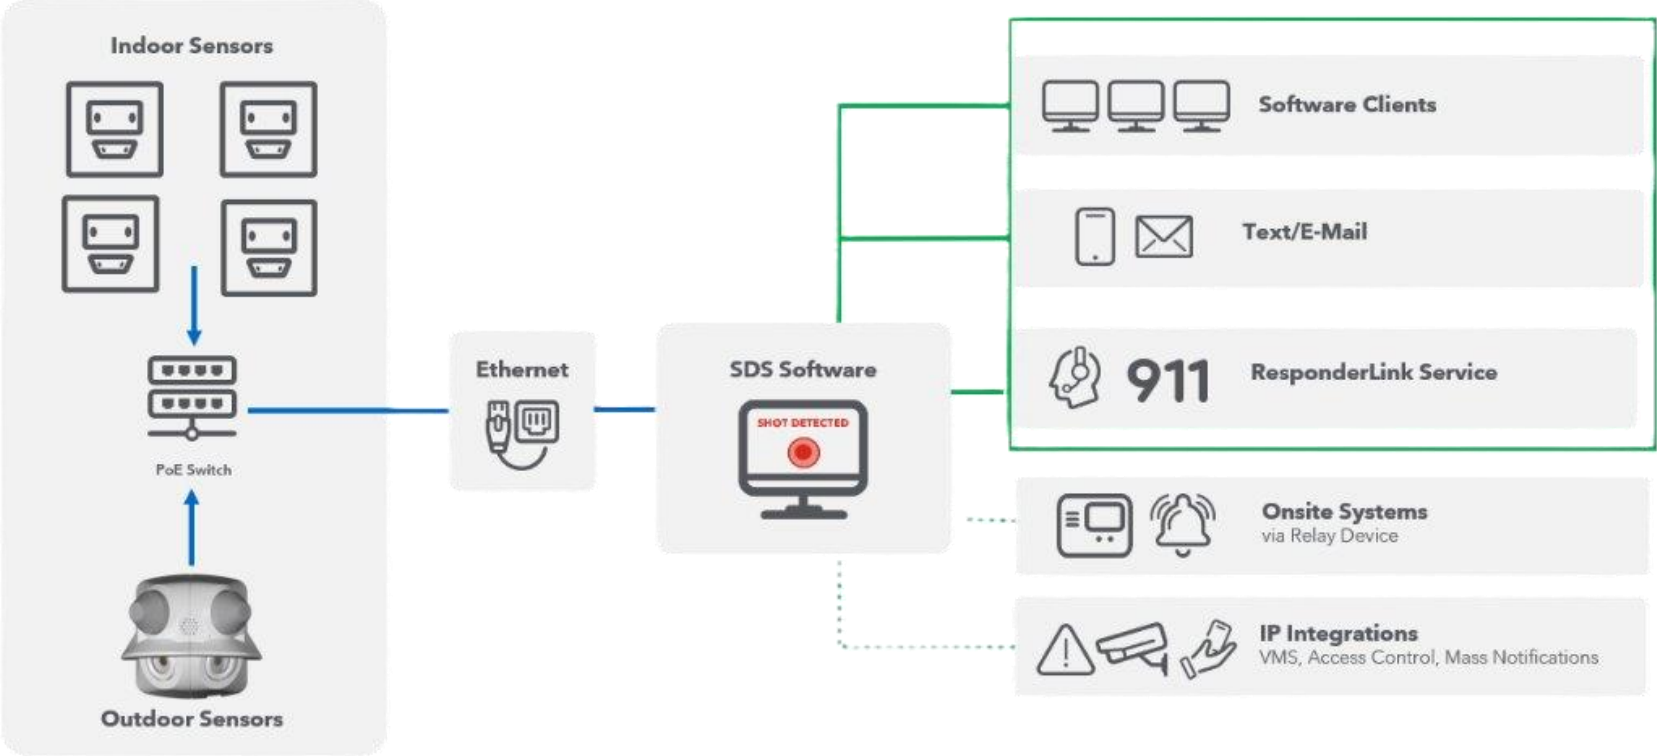 Indoor Sensors
PoE Switch
Outdoor Sensors
Ethernet
SDS Software
SHOT DETECTED
Software Clients
Text/E-Mail
911
ResponderLink Service
Onsite Systems
via Relay Device
IP Integrations
VMS, Access Control, Mass Notifications